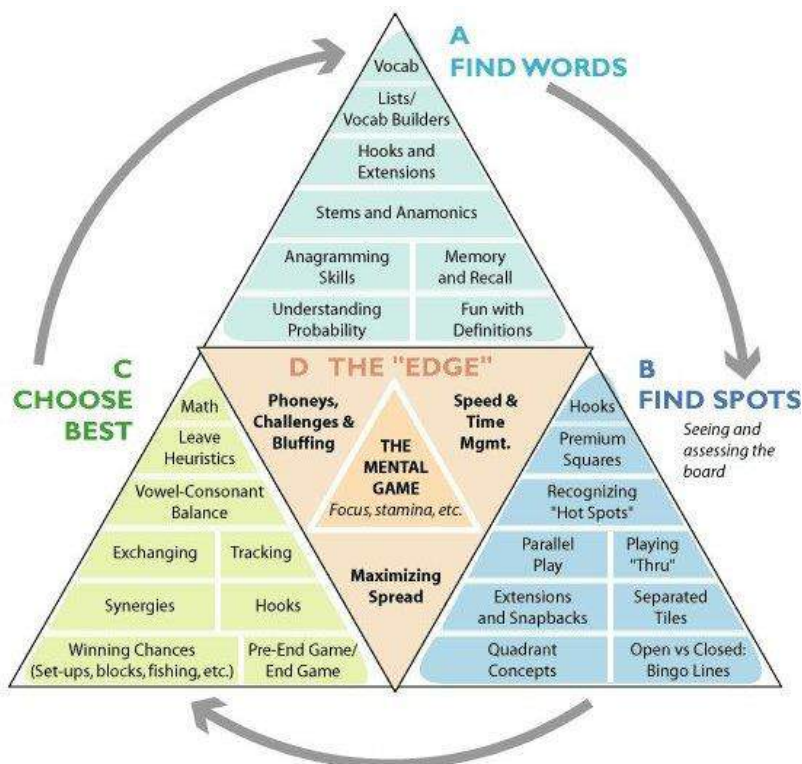 A
FIND WORDS
Vocab
Lists/
Vocab Builders
Hooks and
Extensions
Stems and Anamonics
Anagramming
Skills
Memory
and Recall
Understanding
Probability
Fun with
Definitions
C
CHOOSE
BEST
Math
Leave
Heuristics
Vowel-Consonant
Balance
Exchanging
Tracking
Synergies
Hooks
Winning Chances
(Set-ups, blocks, fishing, etc.)
Pre-End Game/
End Game
D THE "EDGE"
Phoneys,
Challenges &
Bluffing
Speed &
Time
Mgmt.
THE
MENTAL
GAME
Focus, stamina, etc.
Maximizing
Spread
B
FIND SPOTS
Seeing and
assessing the
board
Hooks
Premium
Squares
Recognizing
"Hot Spots"
Parallel
Play
Playing
"Thru"
Extensions
and Snapbacks
Separated
Tiles
Quadrant
Concepts
Open vs Closed:
Bingo Lines